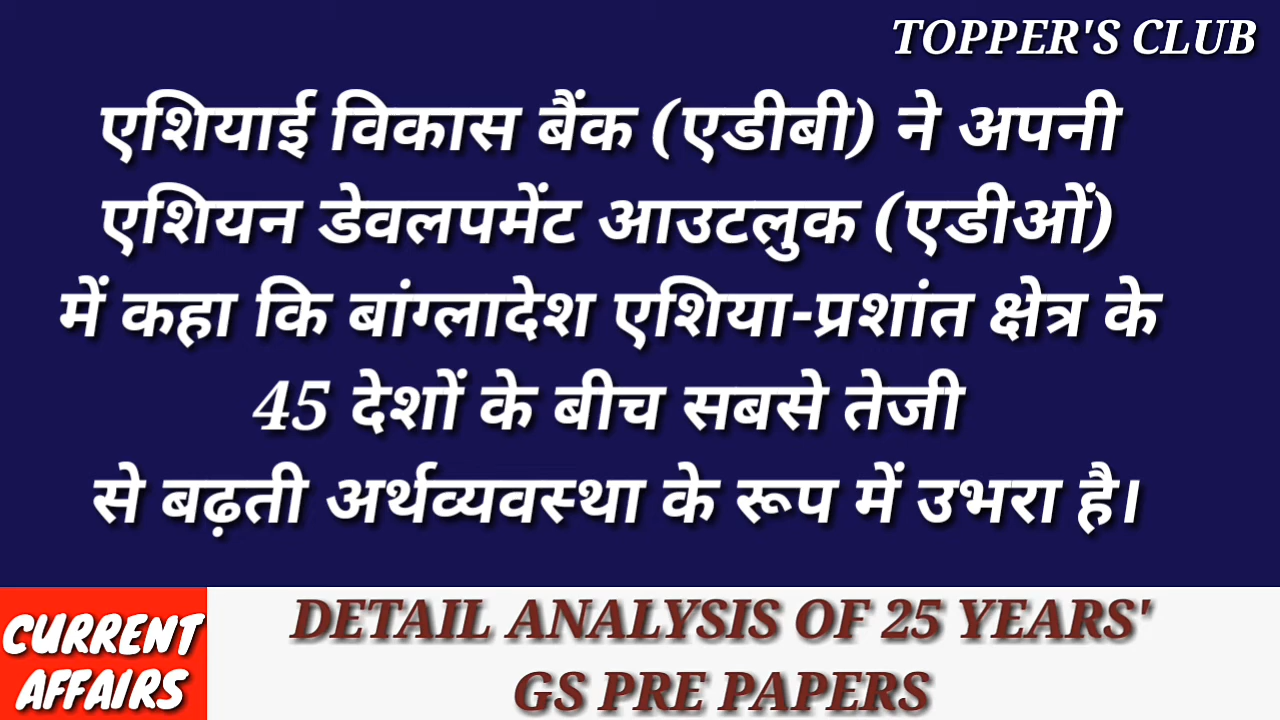 TOPPER'S CLUB
एशियाई विकास बैंक (एडीबी) ने अपनी
एशियन डेवलपमेंट आउटलुक (एडीओं)
में कहा कि बांग्लादेश एशिया-प्रशांत क्षेत्र के
45 देशों के बीच सबसे तेजी
से बढ़ती अर्थव्यवस्था के रूप में उभरा है।
CURRENT
AFFAIRS
DETAIL ANALYSIS OF 25 YEARS'
GS PRE PAPERS